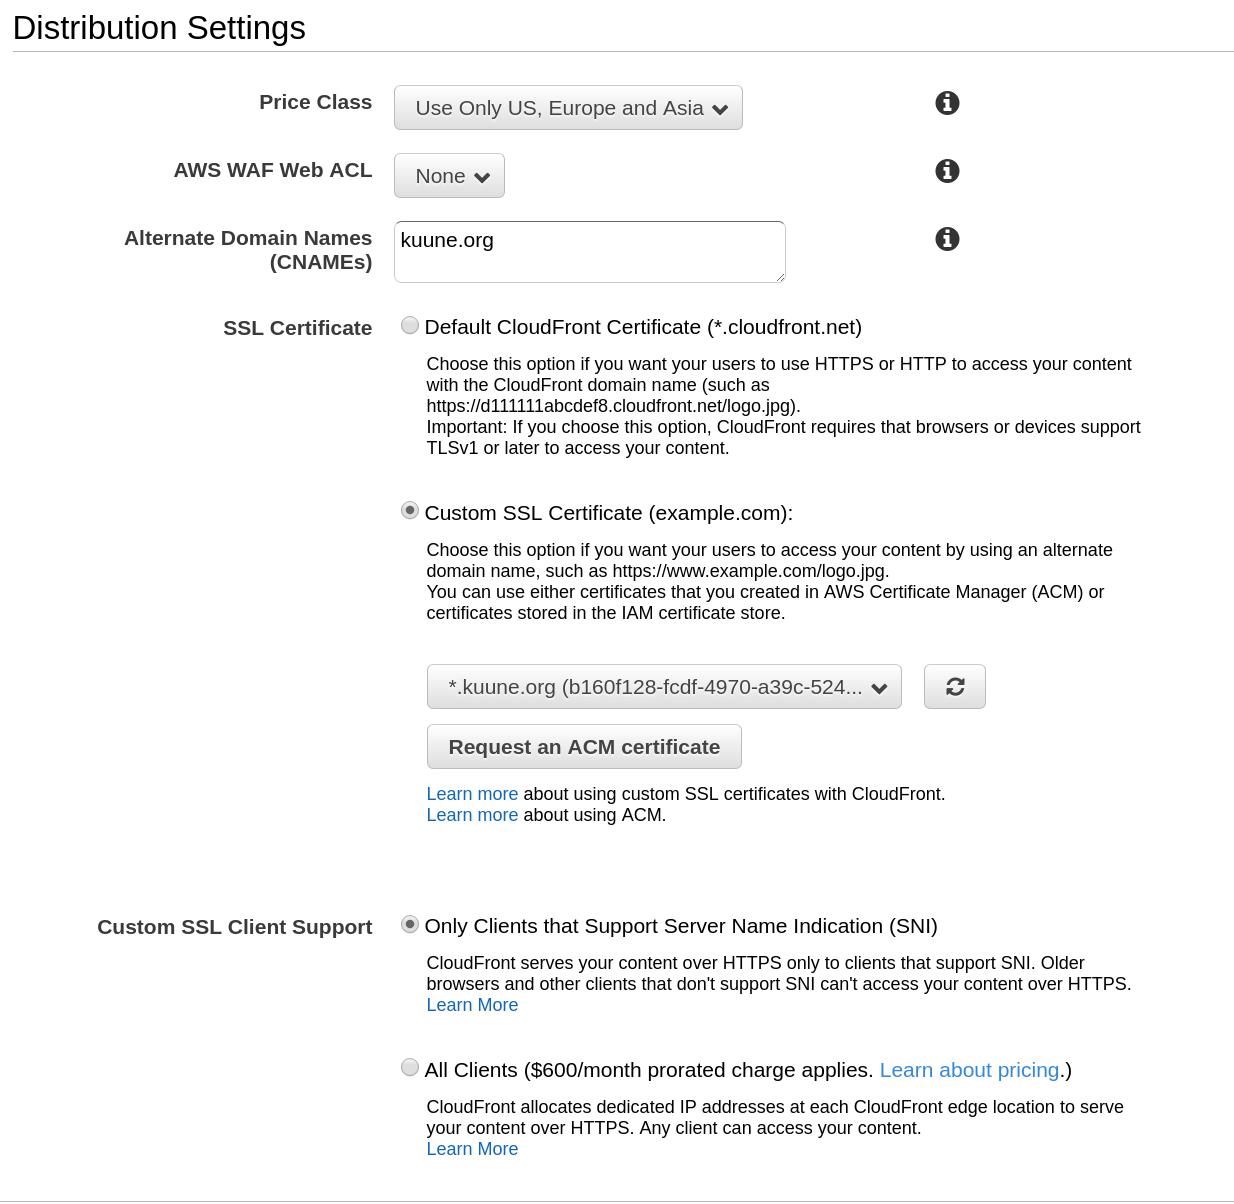 Distribution Settings
Price Class
Use Only US, Europe and Asia
AWS WAF Web ACL
None
Alternate Domain Names
(CNAMEs)
kuune.org
SSL Certificate
Default CloudFront Certificate (*.cloudfront.net)
Choose this option if you want your users to use HTTPS or HTTP to access your content
with the CloudFront domain name (such as
https://d111111abcdef8.cloudfront.net/logo.jpg).
Important: If you choose this option, CloudFront requires that browsers or devices support
TLSv1 or later to access your content.
Custom SSL Certificate (example.com):
Choose this option if you want your users to access your content by using an alternate
domain name, such as https://www.example.com/logo.jpg.
You can use either certificates that you created in AWS Certificate Manager (ACM) or
certificates stored in the IAM certificate store.
*.kuune.org (b160f128-fcdf-4970-a39c-524...
Request an ACM certificate
Learn more about using custom SSL certificates with CloudFront.
Learn more about using ACM.
Custom SSL Client Support
Only Clients that Support Server Name Indication (SNI)
CloudFront serves your content over HTTPS only to clients that support SNI. Older
browsers and other clients that don't support SNI can't access your content over HTTPS.
Learn More
All Clients ($600/month prorated charge applies. Learn about pricing.)
CloudFront allocates dedicated IP addresses at each CloudFront edge location to serve
your content over HTTPS. Any client can access your content.
Learn More